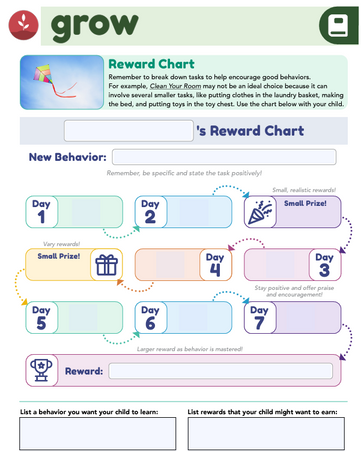 grow
Reward Chart
Remember to break down tasks to help encourage good behaviors.
For example, Clean Your Room may not be an ideal choice because it can
involve several smaller tasks, like putting clothes in the laundry basket, making
the bed, and putting toys in the toy chest. Use the chart below with your child.
's Reward Chart
New Behavior:
Remember, be specific and state the task positively!
Small, realistic rewards!
Day 1
Day 2
Small Prize!
Vary rewards!
Small Prize!
Day 4
Day 3
Stay positive and offer praise
and encouragement!
Day 5
Day 6
Day 7
Larger reward as behavior is mastered!
Reward:
List a behavior you want your child to learn:
List rewards that your child might want to earn: